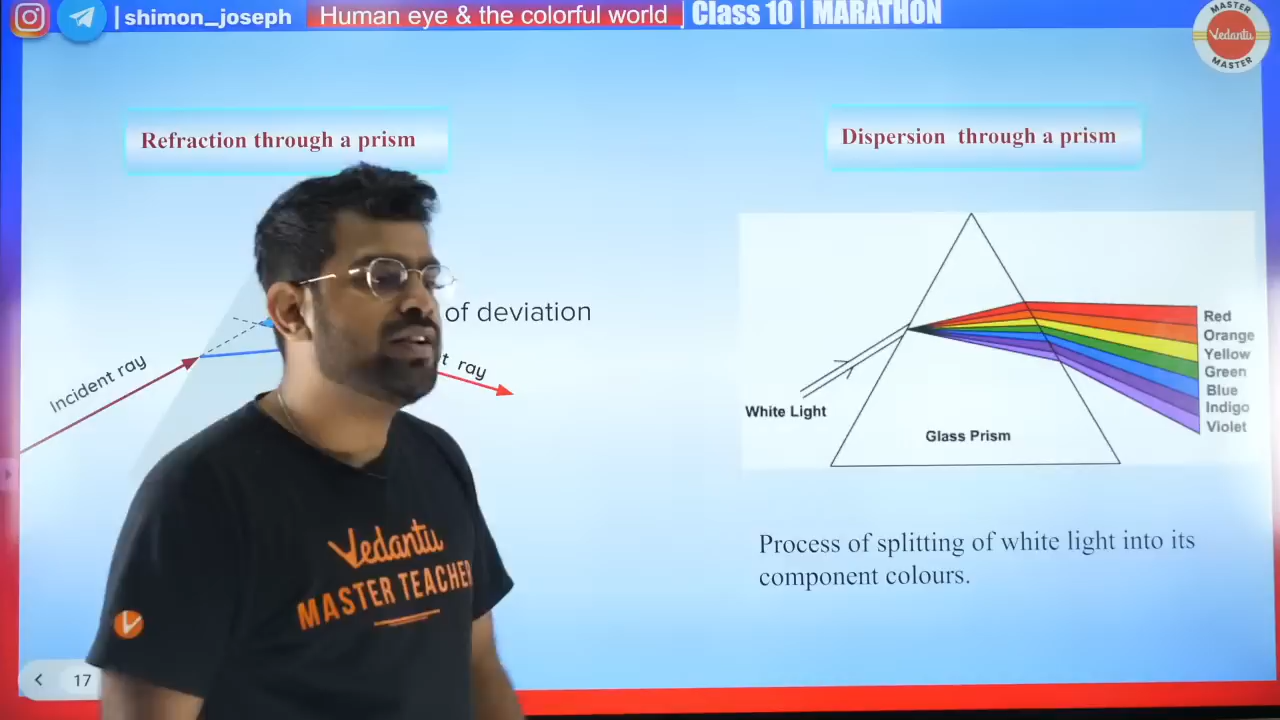 | shimon_joseph
Human eye & the colorful world
| Class 10 | MARATHON
MASTER
Vedantu
MASTER
Refraction through a prism
Dispersion through a prism
of deviation
Incident ray
t ray
White Light
Glass Prism
Red
Orange
Yellow
Green
Blue
Indigo
Violet
Process of splitting of white light into its
component colours.
Vedantu
MASTER TEACHER
17